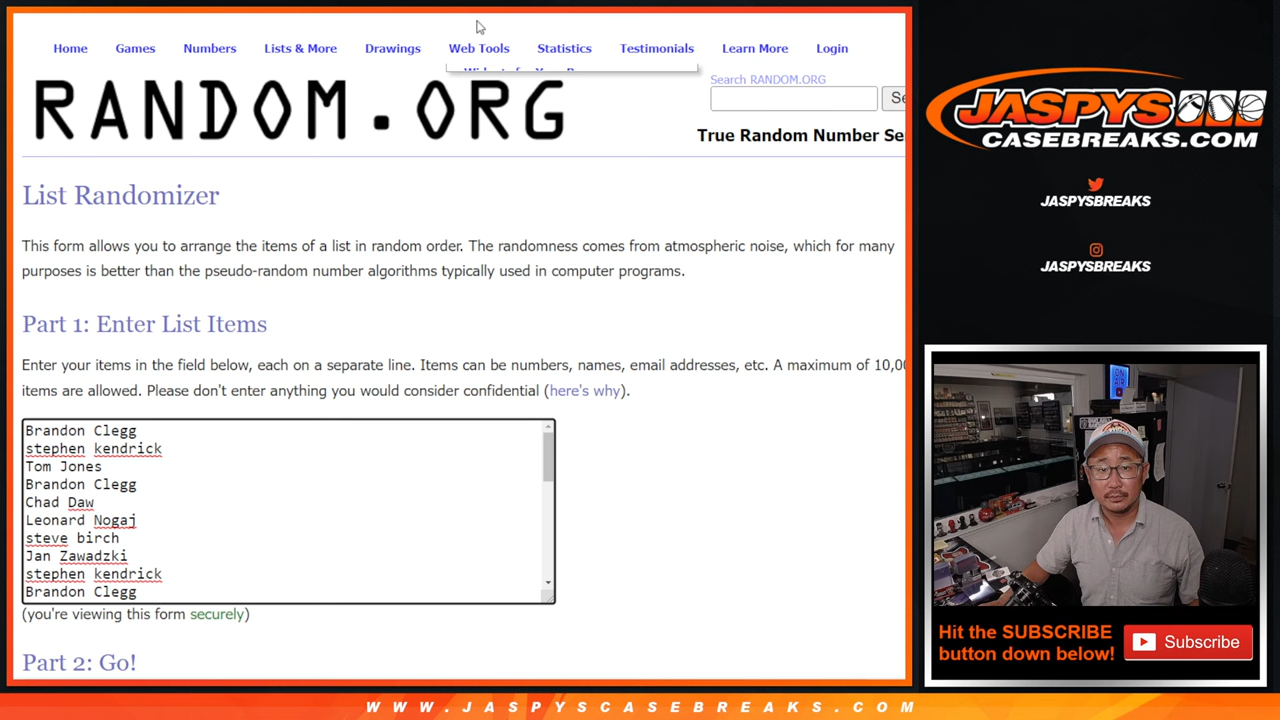 Home Games Numbers Lists & More Drawings Web Tools Statistics Testimonials Learn More Login
Search RANDOM.ORG
RANDOM.ORG
True Random Number Se
List Randomizer
This form allows you to arrange the items of a list in random order. The randomness comes from atmospheric noise, which for many
purposes is better than the pseudo-random number algorithms typically used in computer programs.
Part 1: Enter List Items
Enter your items in the field below, each on a separate line. Items can be numbers, names, email addresses, etc. A maximum of 10,00
items are allowed. Please don't enter anything you would consider confidential (here's why).
Brandon Clegg
stephen kendrick
Tom Jones
Brandon Clegg
Chad Daw
Leonard Nogaj
steve birch
Jan Zawadzki
stephen kendrick
Brandon Clegg
(you're viewing this form securely)
Part 2: Go!
JASPYS
CASEBREAKS.COM
JASPYSBREAKS
JASPYSBREAKS
ON
AIR
Hit the SUBSCRIBE
button down below!
Subscribe
WWW.JASPYSCASEBREAKS.COM